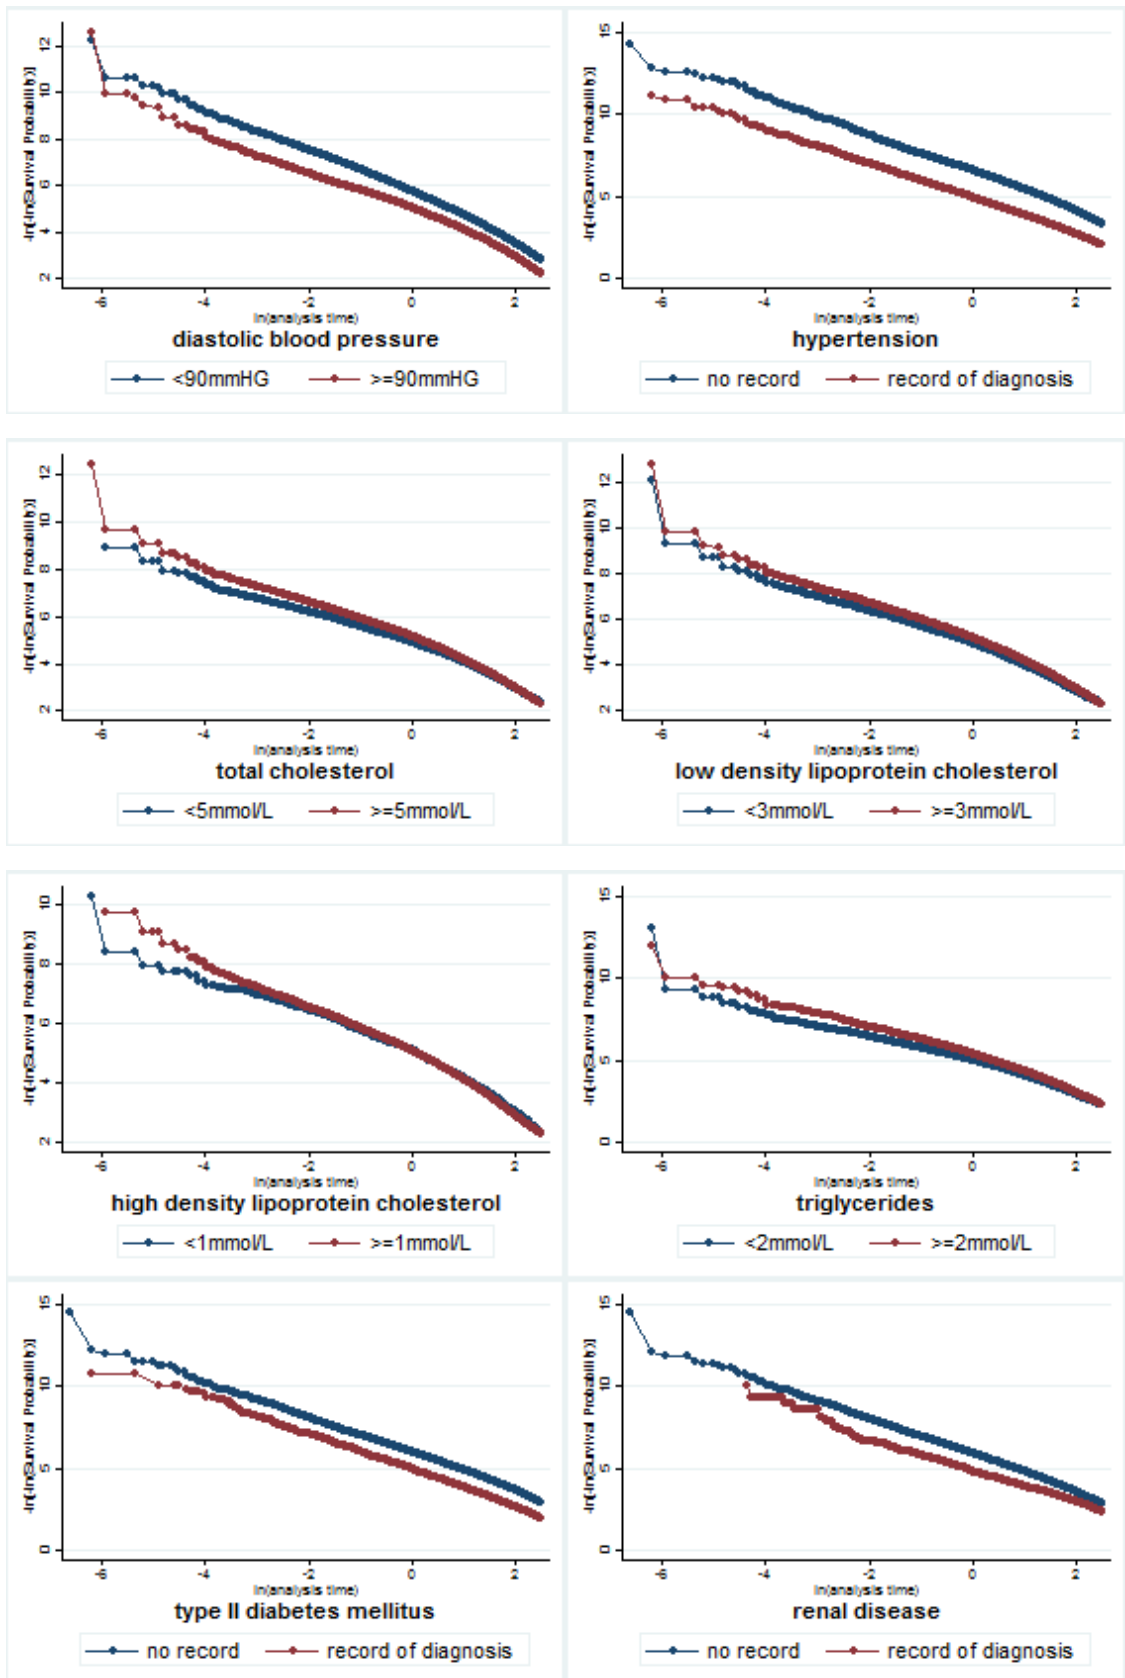 -ln[-ln(Survival Probability)]
12
10
8
6
4
2
-6 -4 -2 0 2
ln(analysis time)
diastolic blood pressure
<90mmHG >=90mmHG
-ln[-ln(Survival Probability)]
15
10
5
0
-6 -4 -2 0 2
ln(analysis time)
hypertension
no record record of diagnosis
-ln[-ln(Survival Probability)]
12
10
8
6
4
2
-6 -4 -2 0 2
ln(analysis time)
total cholesterol
<5mmol/L >=5mmol/L
-ln[-ln(Survival Probability)]
12
10
8
6
4
2
-6 -4 -2 0 2
ln(analysis time)
low density lipoprotein cholesterol
<3mmol/L >=3mmol/L
-ln[-ln(Survival Probability)]
10
8
6
4
2
-6 -4 -2 0 2
ln(analysis time)
high density lipoprotein cholesterol
<1mmol/L >=1mmol/L
-ln[-ln(Survival Probability)]
15
10
5
0
-6 -4 -2 0 2
ln(analysis time)
triglycerides
<2mmol/L >=2mmol/L
-ln[-ln(Survival Probability)]
15
10
5
0
-6 -4 -2 0 2
ln(analysis time)
type II diabetes mellitus
no record record of diagnosis
-ln[-ln(Survival Probability)]
15
10
5
0
-6 -4 -2 0 2
ln(analysis time)
renal disease
no record record of diagnosis